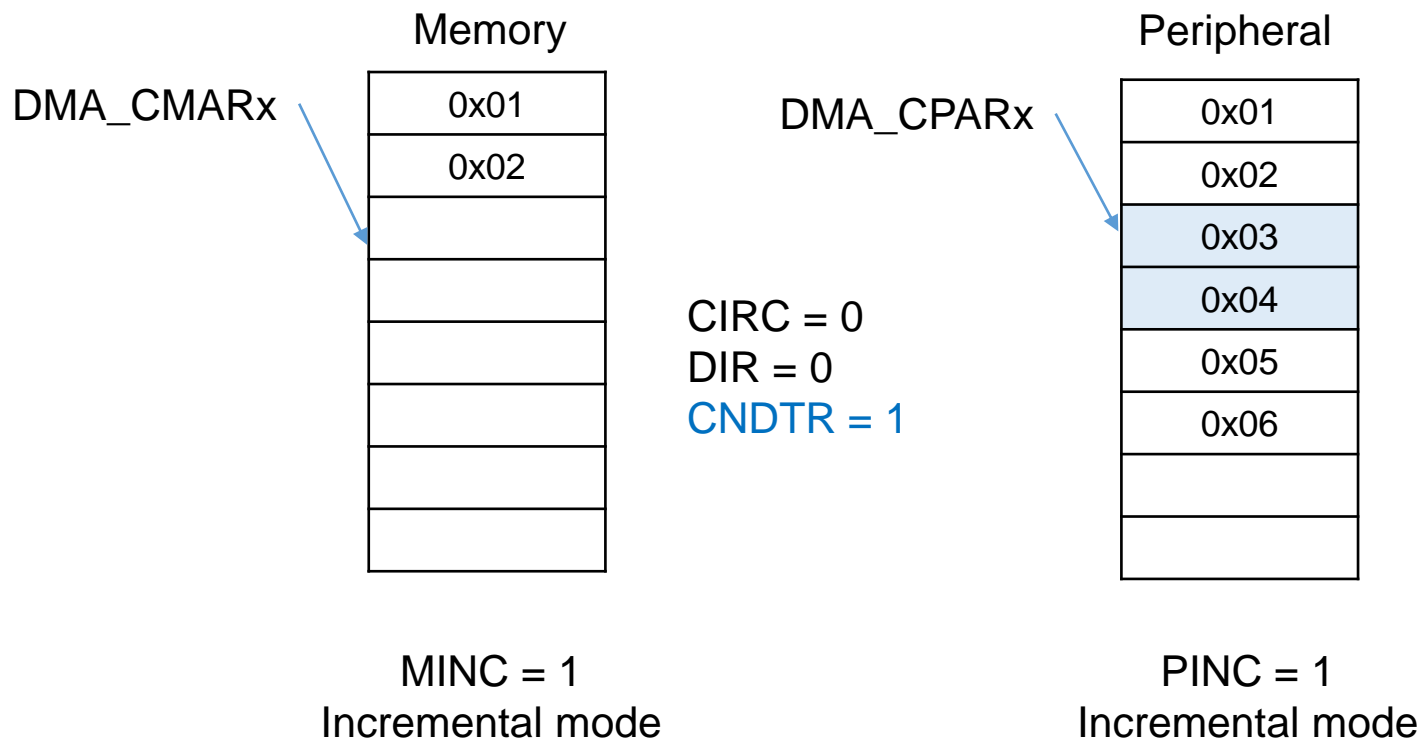 Memory
Peripheral
DMA_CMARx
0x01
0x02
DMA_CPARx
0x01
0x02
0x03
0x04
0x05
0x06
CIRC = 0
DIR = 0
CNDTR = 1
MINC = 1
Incremental mode
PINC = 1
Incremental mode